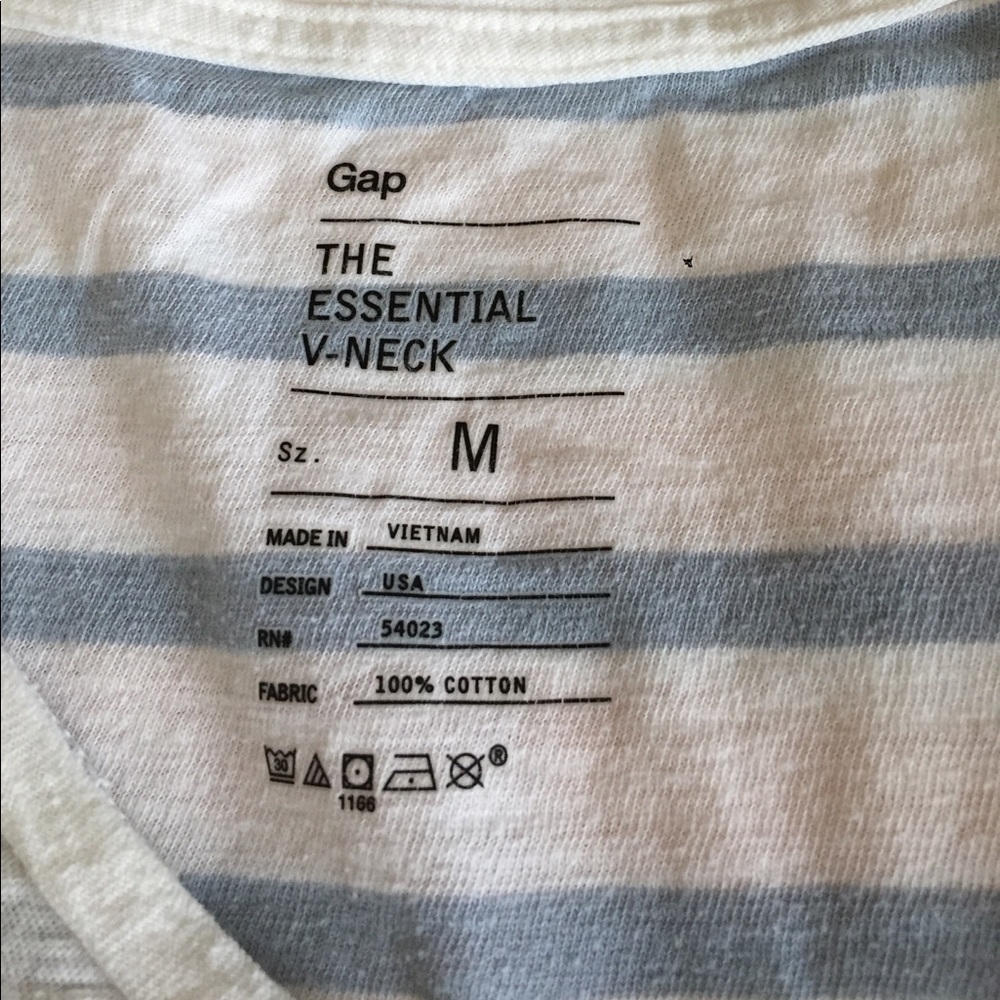 Gap
THE
ESSENTIAL
V-NECK
Sz. M
MADE IN VIETNAM
DESIGN USA
RN# 54023
FABRIC 100% COTTON
30 ®
1166